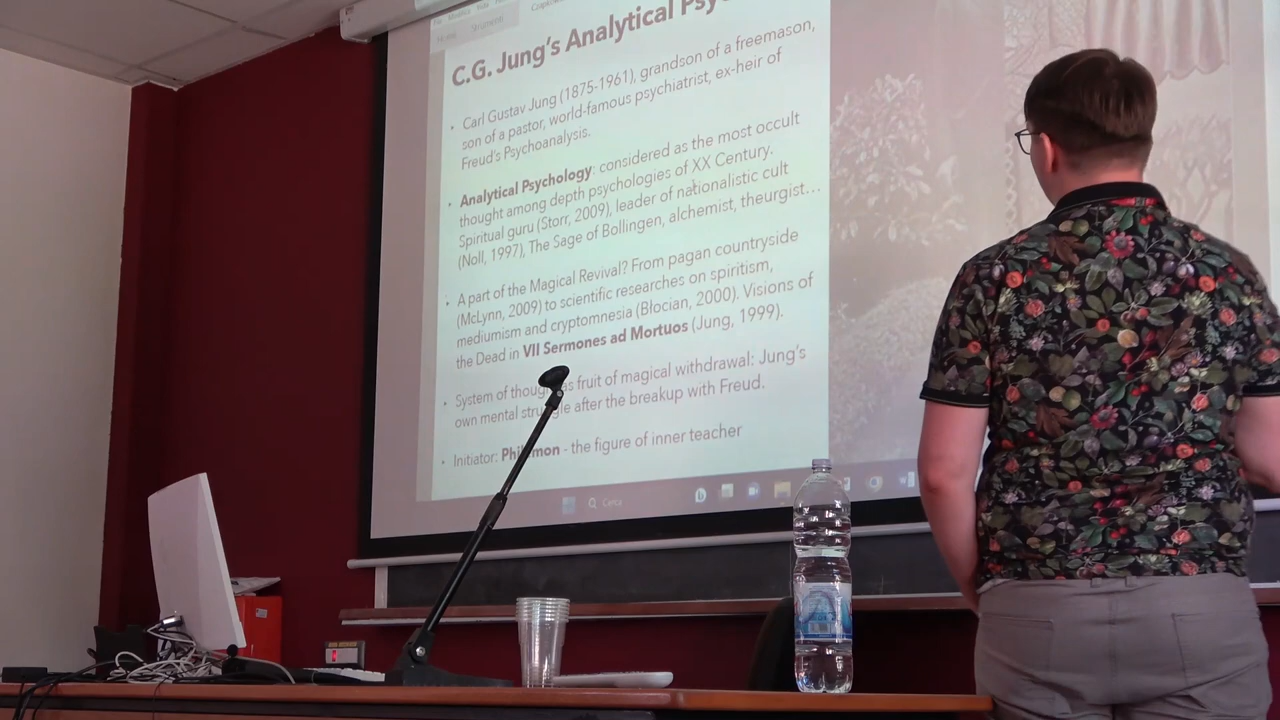 Strumenti
C.G. Jung's Analytical Psy
• Carl Gustav Jung (1875-1961), grandson of a freemason,
son of a pastor, world-famous psychiatrist, ex-heir of
Freud's Psychoanalysis.
• Analytical Psychology: considered as the most occult
thought among depth psychologies of XX Century.
Spiritual guru (Storr, 2009), leader of nationalistic cult
(Noll, 1997), The Sage of Bollingen, alchemist, theurgist…
• A part of the Magical Revival? From pagan countryside
(McLynn, 2009) to scientific researches on spiritism,
mediumism and cryptomnesia (Blocian, 2000). Visions of
the Dead in VII Sermones ad Mortuos (Jung, 1999).
• System of though as fruit of magical withdrawal: Jung's
own mental struggle after the breakup with Freud.
• Initiator: Philemon - the figure of inner teacher
Cerca